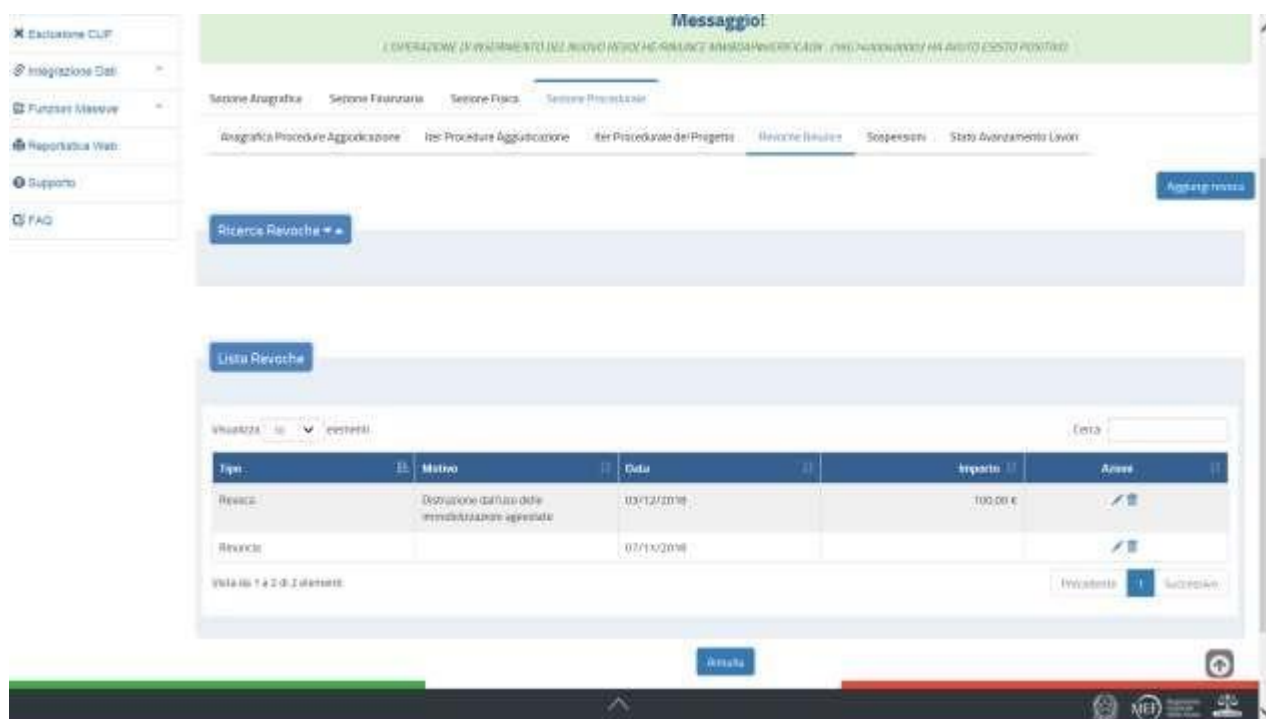 Messaggio!
Esclusione CUP
Integrazione Dati
Funzioni Massive
Reportistica Web
Supporto
FAQ
Sezione Anagrafica Sezione Finanziaria Sezione Fisica Sezione Procedurale
Anagrafica Procedure Aggiudicazione Iter Procedure Aggiudicazione Iter Procedurale del Progetto Revoche Rinunce Sospensioni Stato Avanzamento Lavori
Aggiungi revoca
Ricerca Revoche
Lista Revoche
Visualizza 10 elementi
Cerca
Tipo Motivo Data Importo Azioni
Revoca Distrazione dall'uso delle 03/12/2018 100,00 €
immobilizzazioni agevolate
Rinuncia
Vista da 1 a 2 di 2 elementi
Precedente 1 Successivo
Annulla
MEF